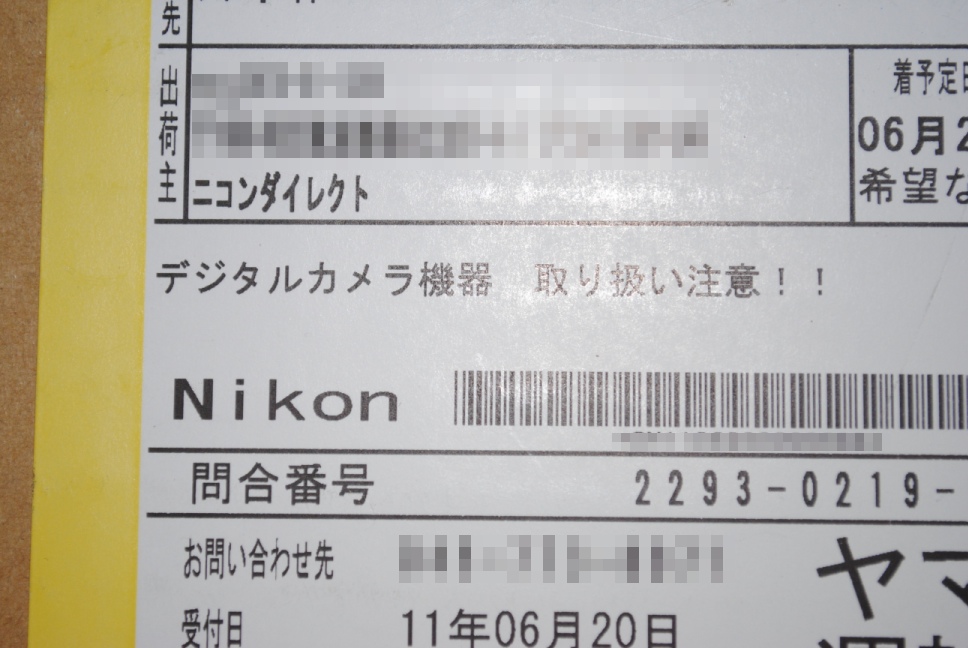 先
出荷主
ニコンダイレクト
着予定日
06月2
希望な
デジタルカメラ機器 取り扱い注意！！
Nikon
問合番号 2293-0219-
お問い合わせ先
ヤマ
受付日 11年06月20日